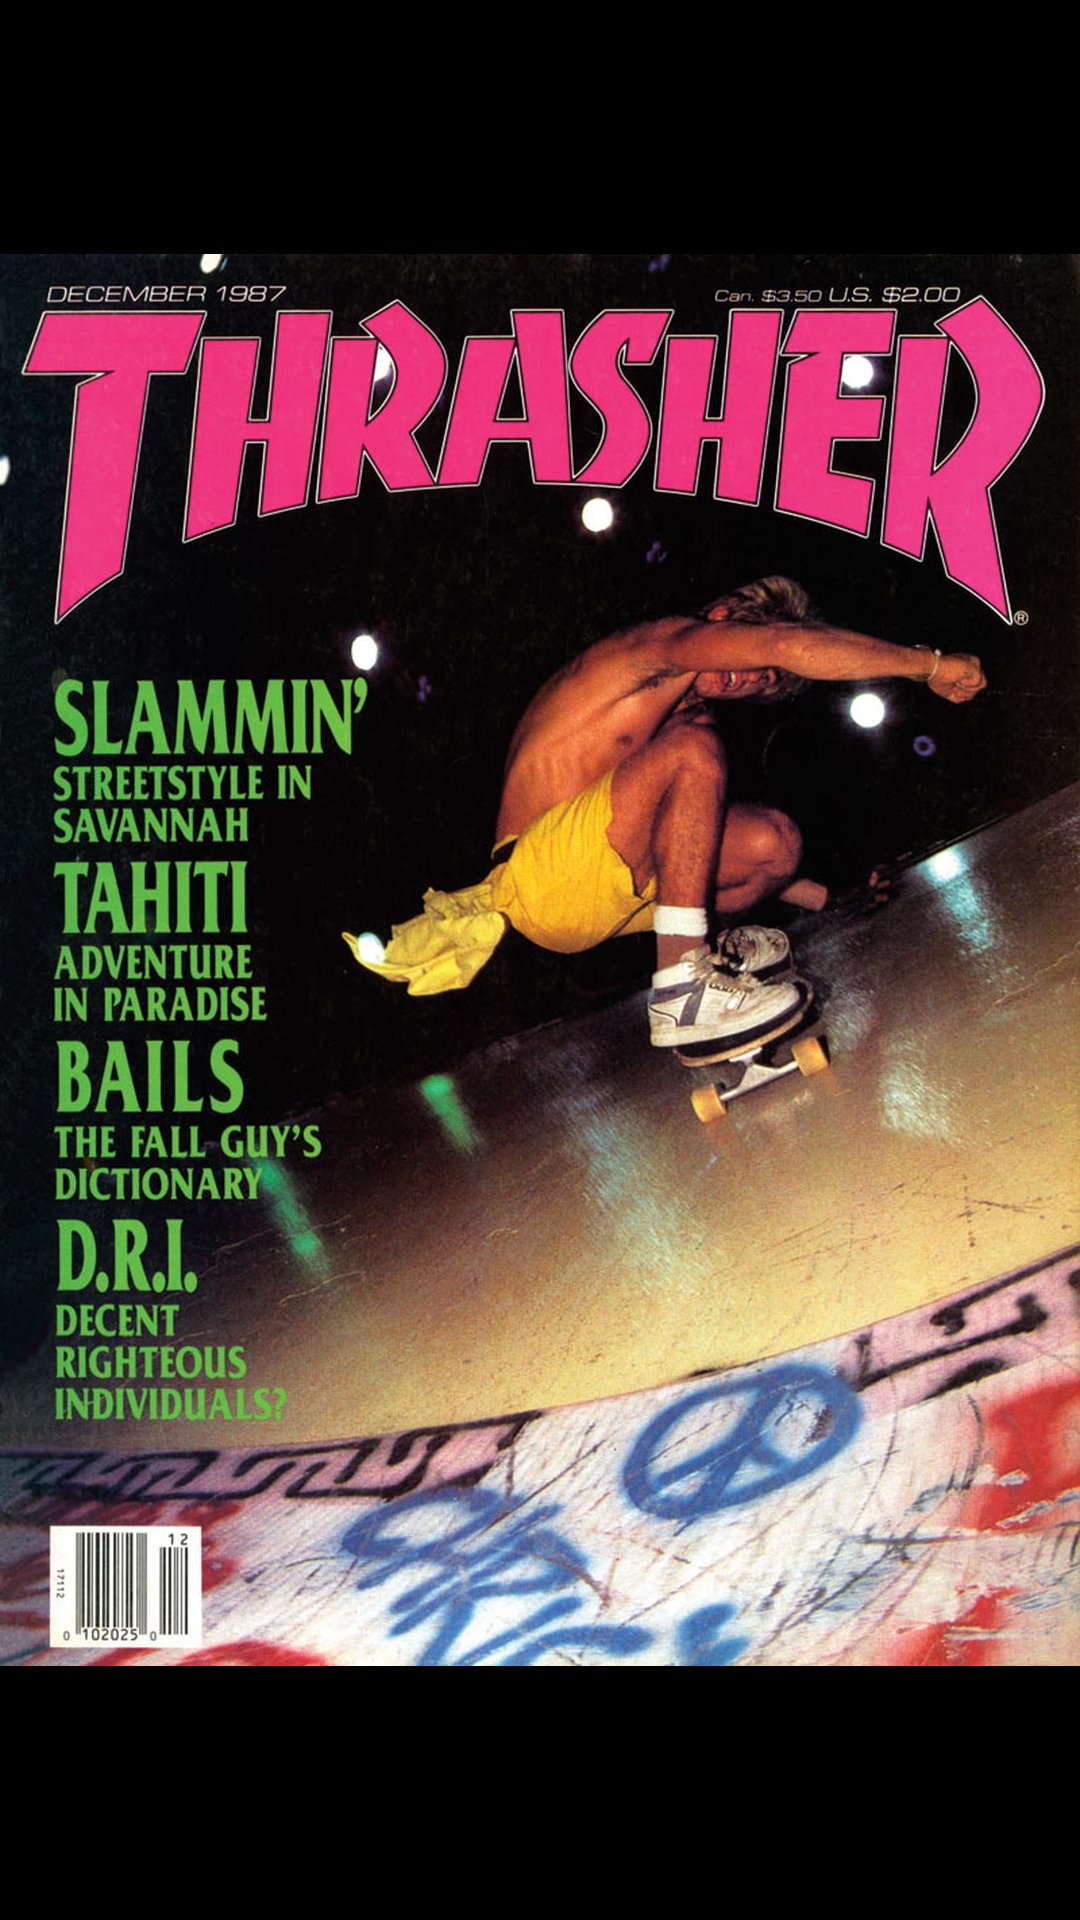 DECEMBER 1987
Can. $3.50 U.S. $2.00
THRASHER®
SLAMMIN'
STREETSTYLE IN
SAVANNAH
TAHITI
ADVENTURE
IN PARADISE
BAILS
THE FALL GUY'S
DICTIONARY
D.R.I.
DECENT
RIGHTEOUS
INDIVIDUALS?
12
17112
0 102025 0